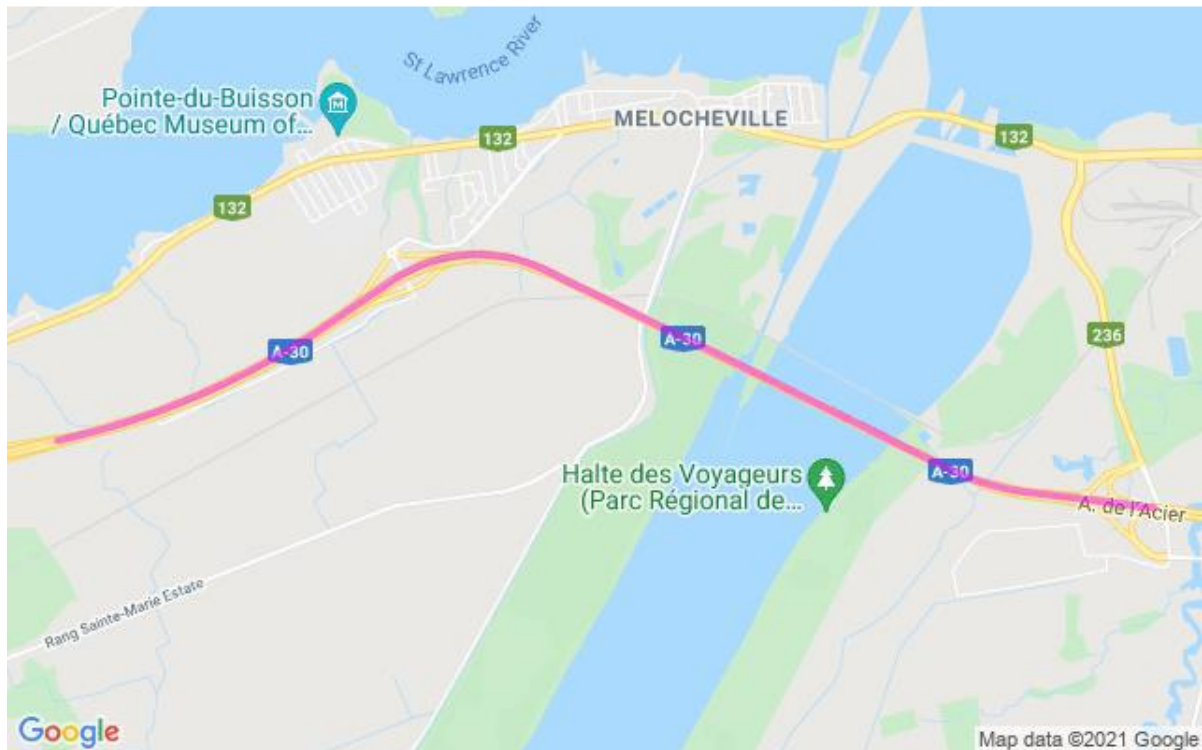 St Lawrence River
Pointe-du-Buisson
/ Québec Museum of...
MELOCHEVILLE
132
132
132
A-30
A-30
236
Halte des Voyageurs
(Parc Régional de...
A-30
A. de l'Acier
Rang Sainte-Marie Estate
Google
Map data ©2021 Google